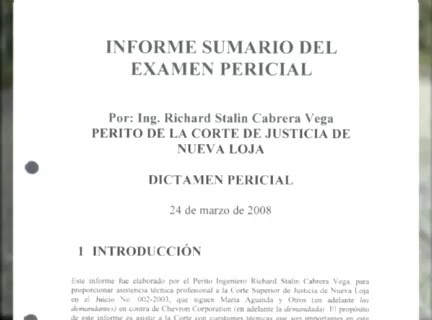 INFORME SUMARIO DEL
EXAMEN PERICIAL
Por: Ing. Richard Stalin Cabrera Vega
PERITO DE LA CORTE DE JUSTICIA DE
NUEVA LOJA
DICTAMEN PERICIAL
24 de marzo de 2008
1 INTRODUCCIÓN
Este informe fue elaborado por el Perito Ingeniero Richard Stalin Cabrera Vega, para
proporcionar asistencia técnica profesional a la Corte Superior de Justicia de Nueva Loja
en el Juicio No. 002-2003, que siguen Maria Aguinda y Otros (en adelante los
demandantes) en contra de Chevron Corporation (en adelante la demandada). El propósito
de este informe es asistir a la Corte con cuestiones técnicas que son importantes en este